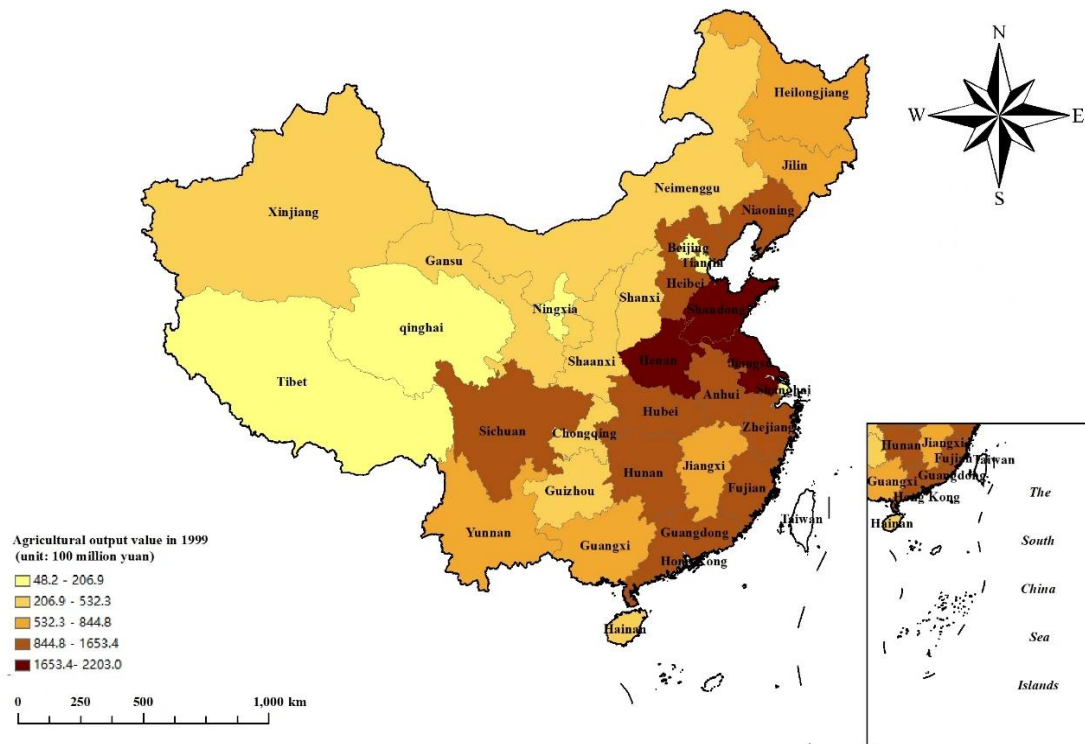 N
W E
S
Heilongjiang
Jilin
Neimenggu
Niaoning
Xinjiang
Beijing
Tianjin
Gansu
Heibei
Shanxi
Ningxia
Shandong
qinghai
Shaanxi
Henan
Jiangsu
Tibet
Anhui
Shanghai
Hubei
Zhejiang
Sichuan
Chongqing
Hunan
Jiangxi
Guizhou
Fujian
Yunnan
Guangxi
Guangdong
Taiwan
Hong Kong
Hainan
Agricultural output value in 1999
(unit: 100 million yuan)
48.2 - 206.9
206.9 - 532.3
532.3 - 844.8
844.8 - 1653.4
1653.4- 2203.0
0 250 500 1,000 km
Hunan
Jiangxi
Fujian
Taiwan
Guangxi
Guangdong
Hong Kong
Hainan
The
South
China
Sea
Islands